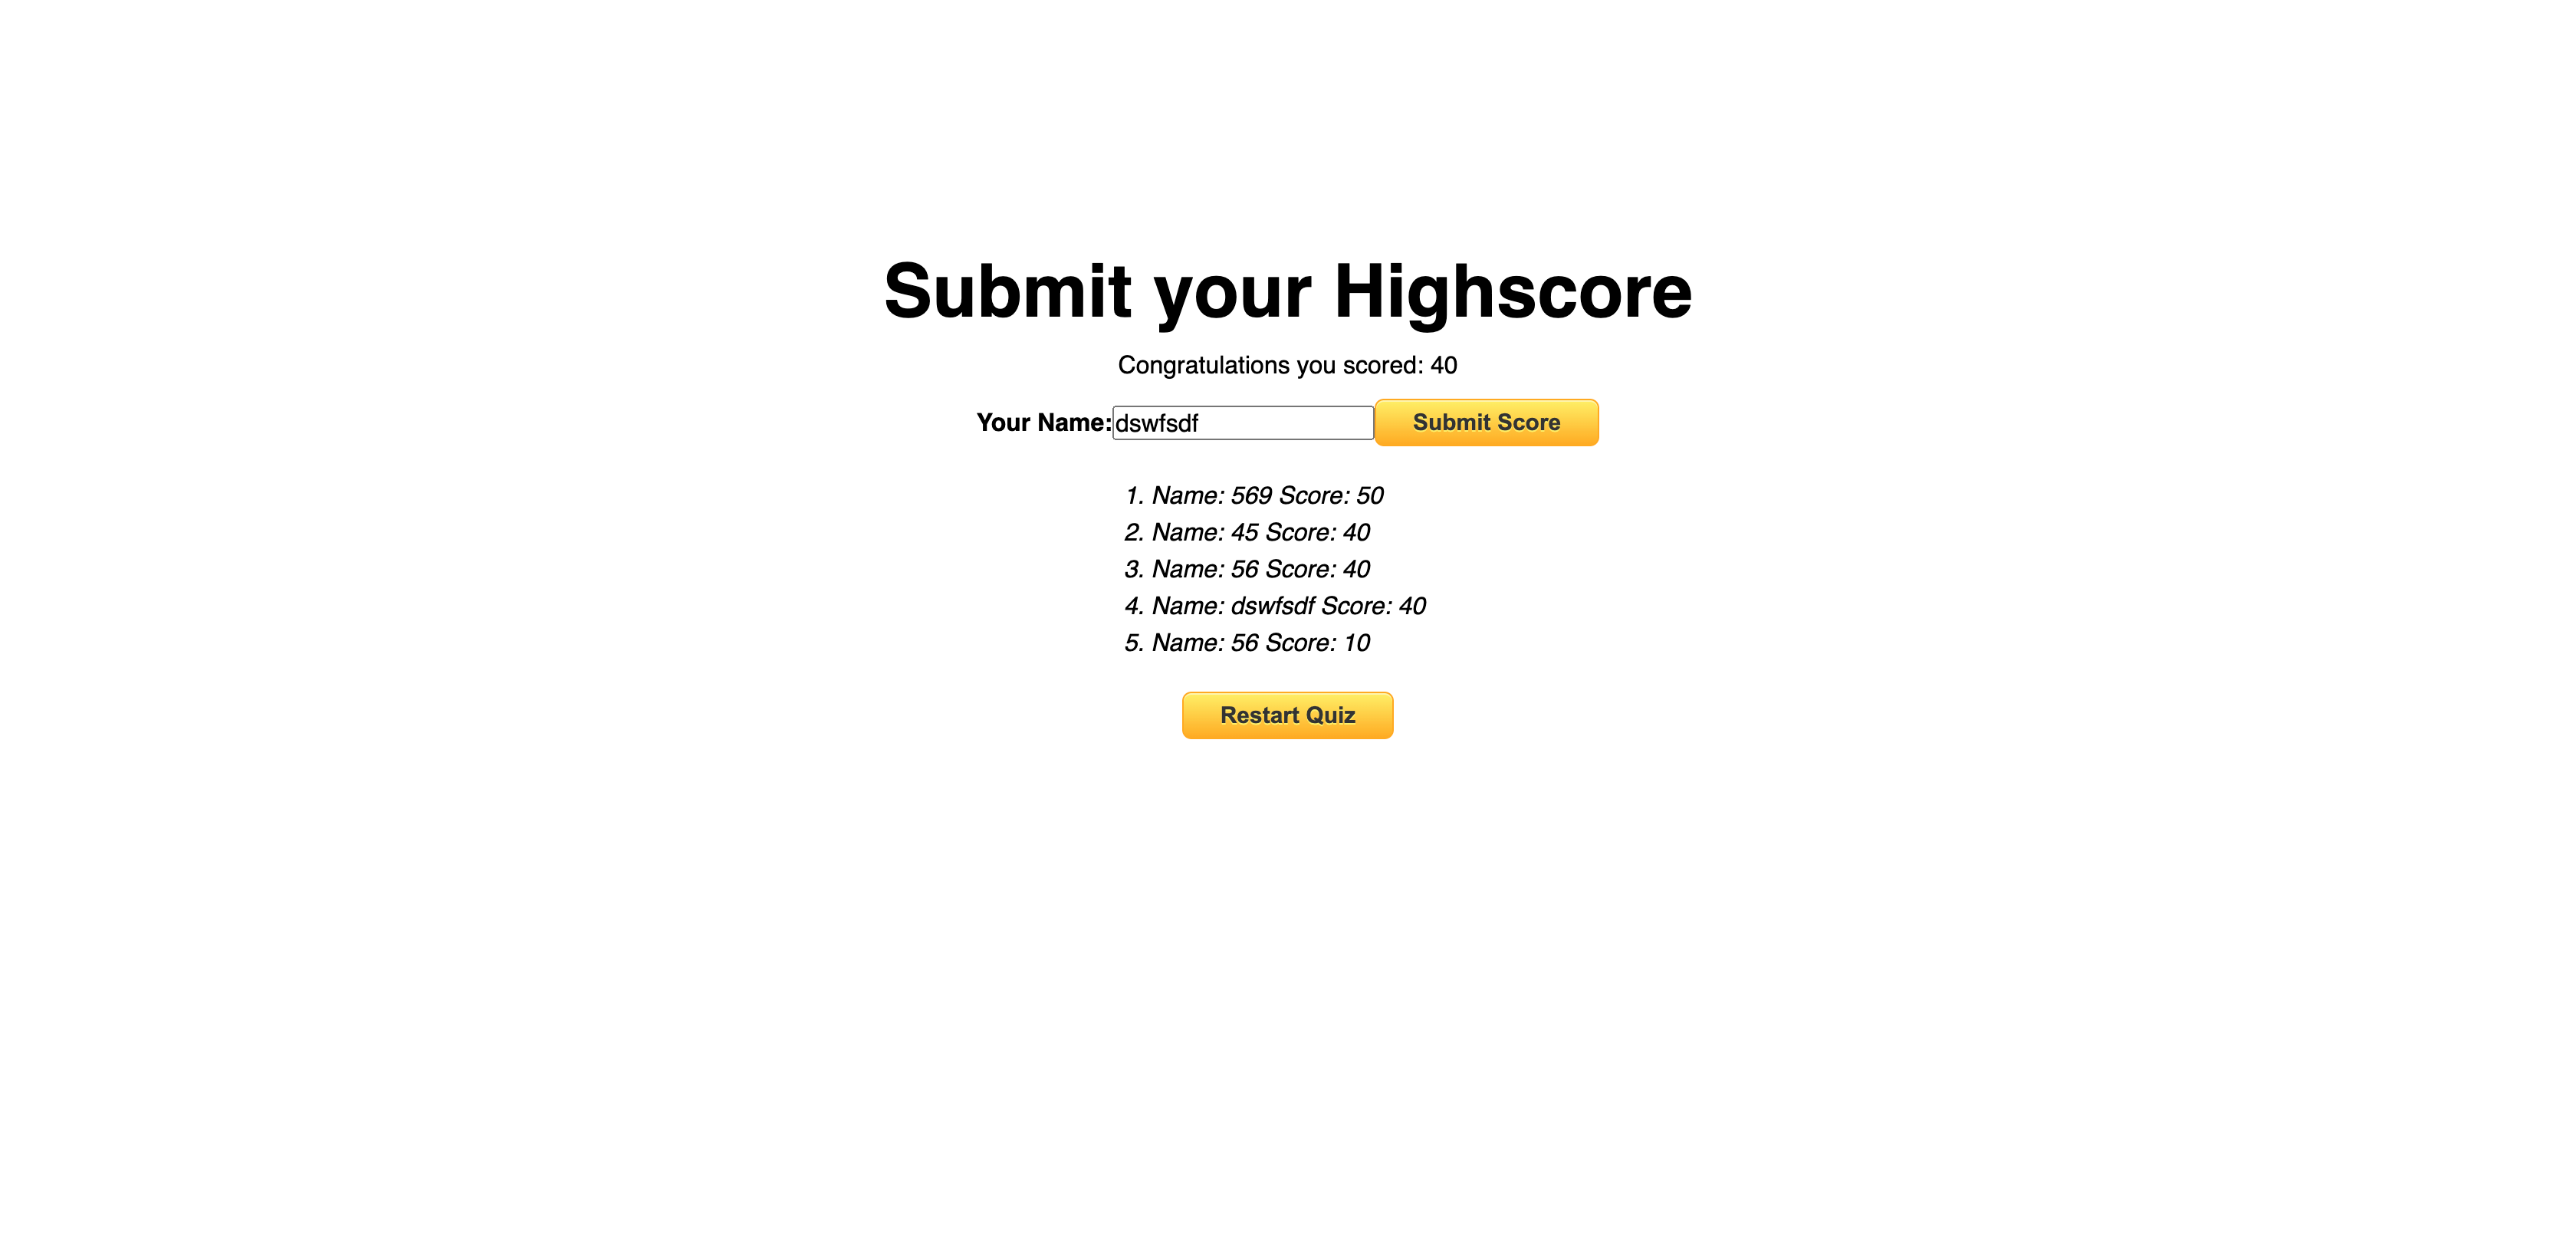 Submit your Highscore
Congratulations you scored: 40
Your Name: dswfsdf Submit Score
1. Name: 569 Score: 50
2. Name: 45 Score: 40
3. Name: 56 Score: 40
4. Name: dswfsdf Score: 40
5. Name: 56 Score: 10
Restart Quiz